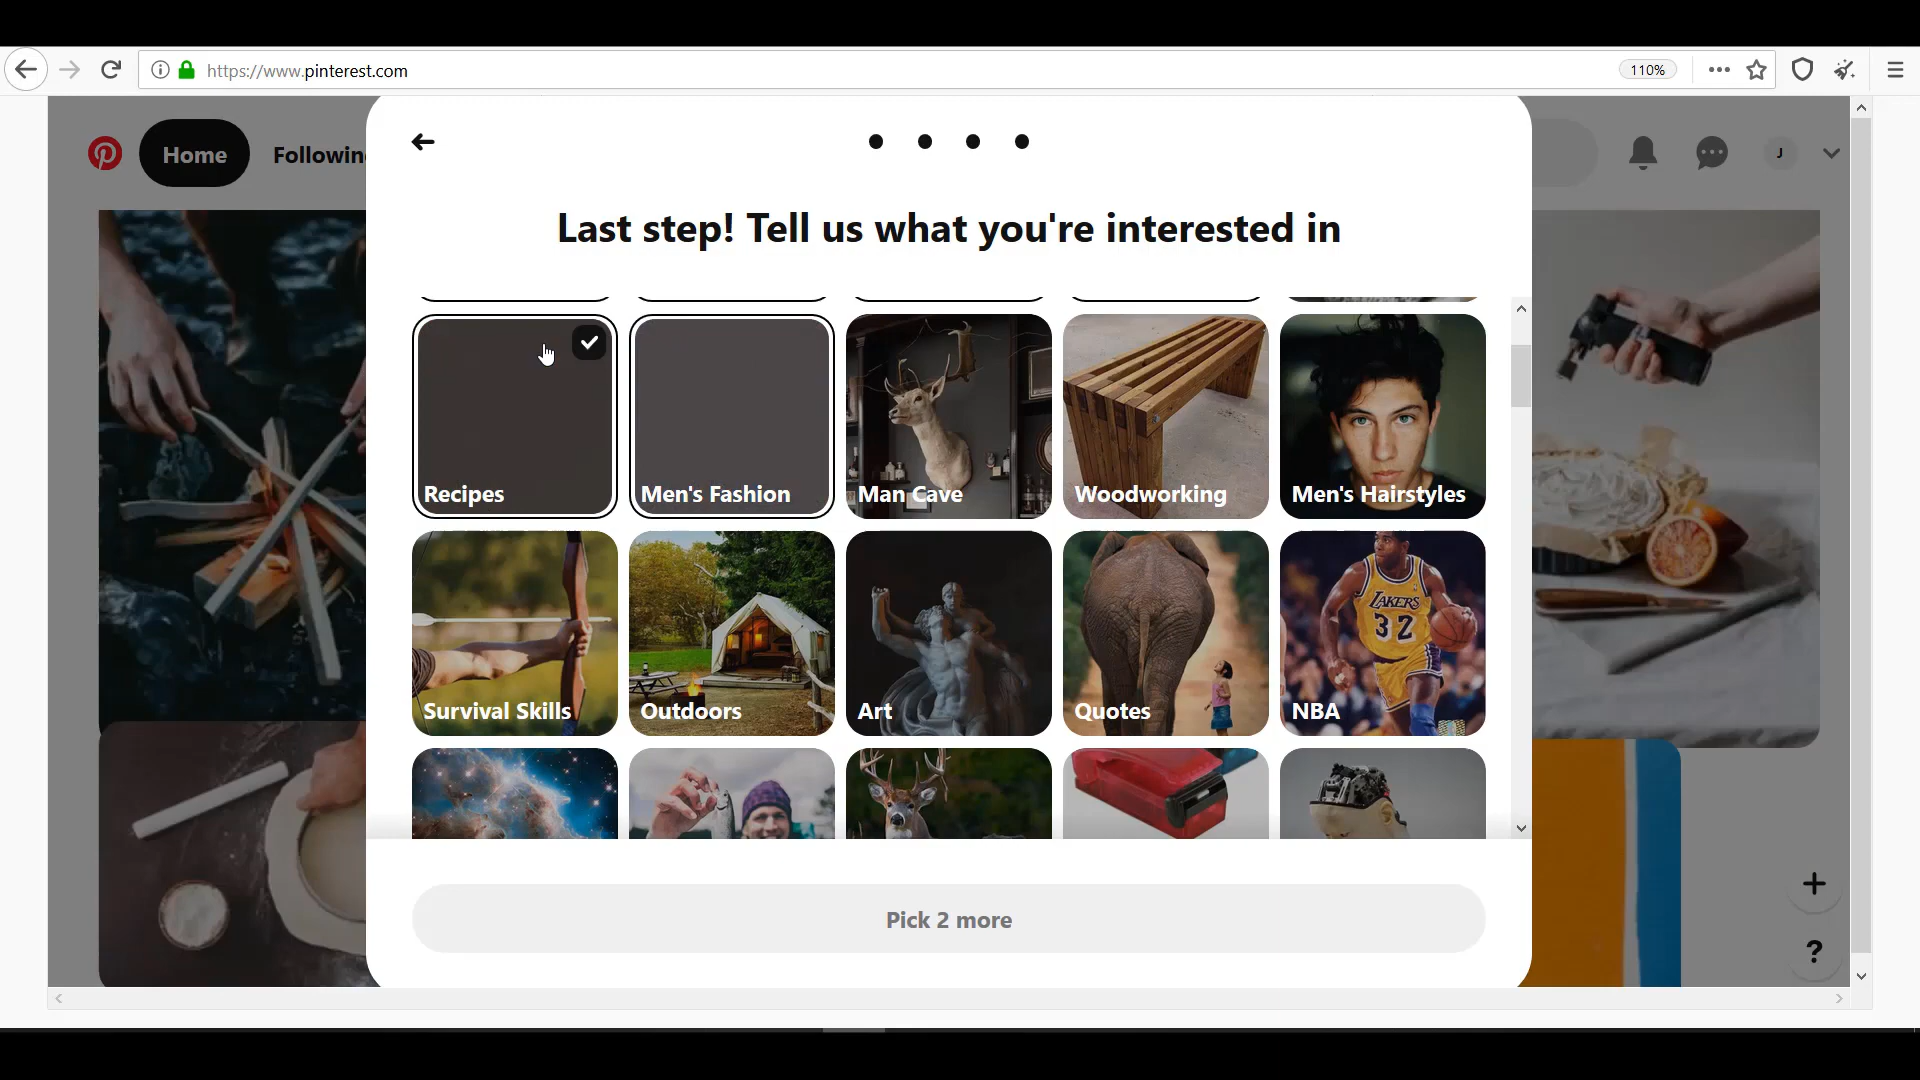 https://www.pinterest.com
110%
Home
Followin
J
Last step! Tell us what you're interested in
Recipes
Men's Fashion
Man Cave
Woodworking
Men's Hairstyles
Survival Skills
Outdoors
Art
Quotes
NBA
LAKERS
32
Pick 2 more
?